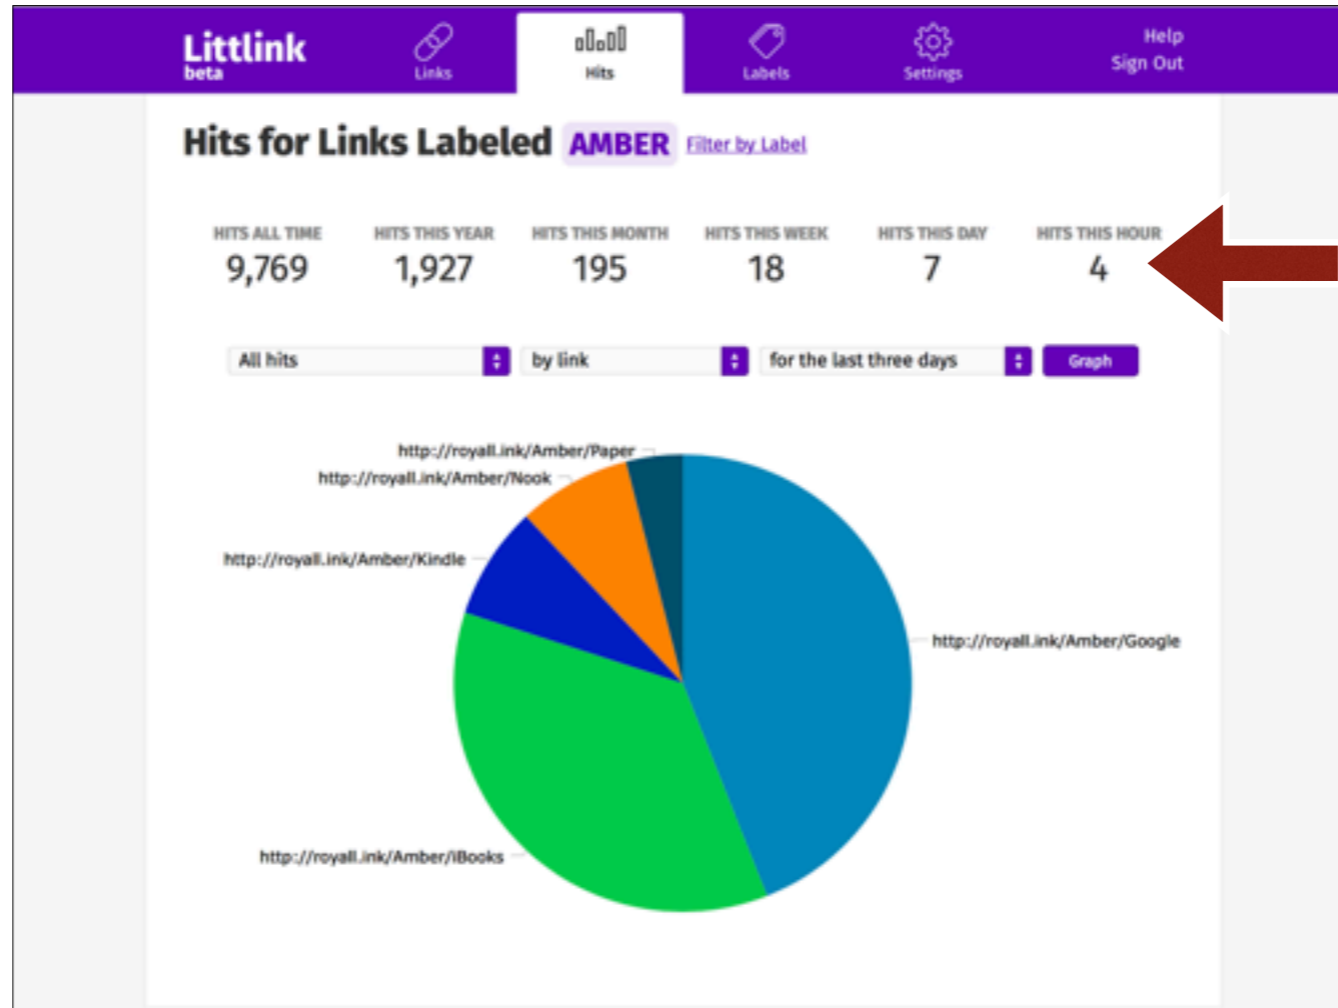 Littlink
beta
Links
Hits
Labels
Settings
Help
Sign Out
Hits for Links Labeled AMBER Filter by Label
HITS ALL TIME HITS THIS YEAR HITS THIS MONTH HITS THIS WEEK HITS THIS DAY HITS THIS HOUR
9,769 1,927 195 18 7 4
All hits by link for the last three days Graph
http://royall.ink/Amber/Paper
http://royall.ink/Amber/Nook
http://royall.ink/Amber/Kindle
http://royall.ink/Amber/Google
http://royall.ink/Amber/iBooks